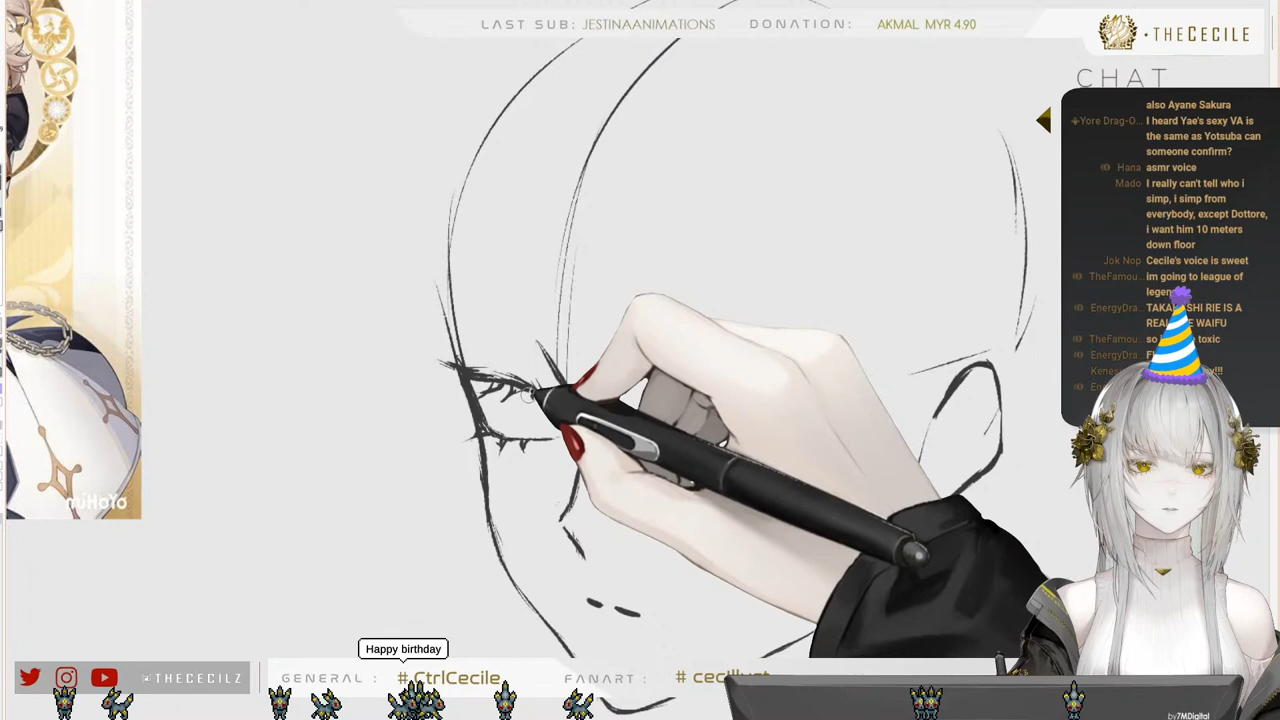 LAST SUB: JESTINAANIMATIONS DONATION: AKMAL MYR 4.90
THECECILE
CHAT
also Ayane Sakura
Yore Drag-O... I heard Yae's sexy VA is
the same as Yotsuba can
someone confirm?
Hana asmr voice
Mado I really can't tell who i
simp, i simp from
everybody, except Dottore,
i want him 10 meters
down floor
Jok Nop Cecile's voice is sweet
TheFamou... im going to league of
EnergyDra...
TheFamou... toxic
EnergyDra...
miHoYo
Happy birthday
@THECECILZ GENERAL : #CtrlCecile FANART :
by7MDigital